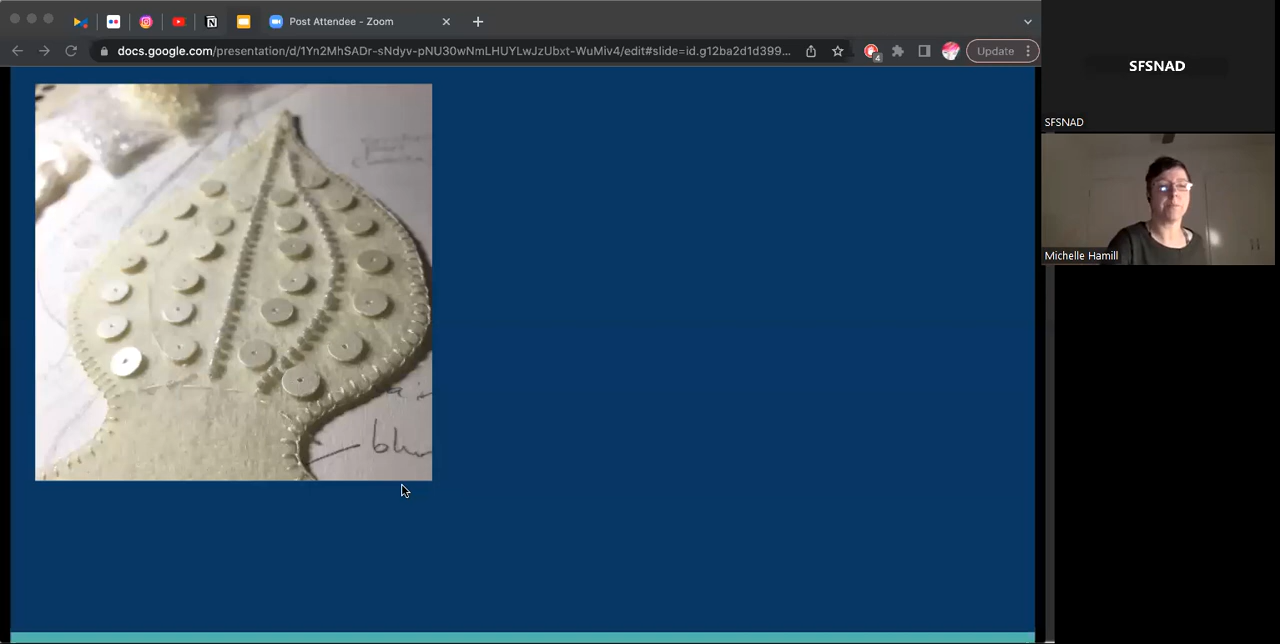 Post Attendee - Zoom
docs.google.com/presentation/d/1Yn2MhSADr-sNdyv-pNU30wNmLHUYLwJzUbxt-WuMiv4/edit#slide=id.g12ba2d1d399...
4
Update
SFSNAD
SFSNAD
Michelle Hamill